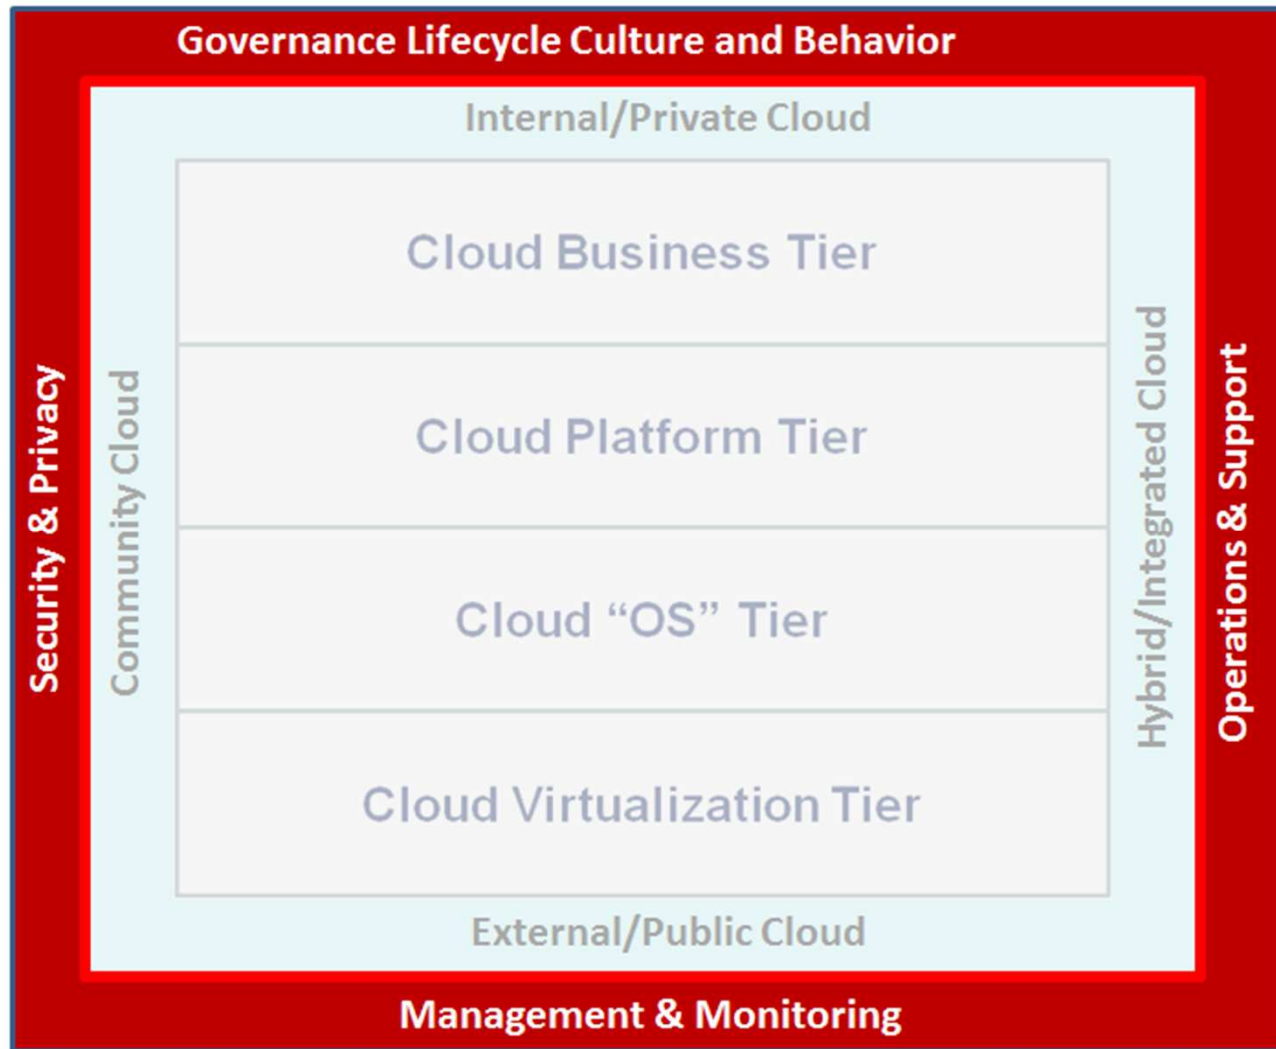 Governance Lifecycle Culture and Behavior
Internal/Private Cloud
Cloud Business Tier
Cloud Platform Tier
Cloud “OS” Tier
Cloud Virtualization Tier
External/Public Cloud
Management & Monitoring
Security & Privacy
Community Cloud
Hybrid/Integrated Cloud
Operations & Support